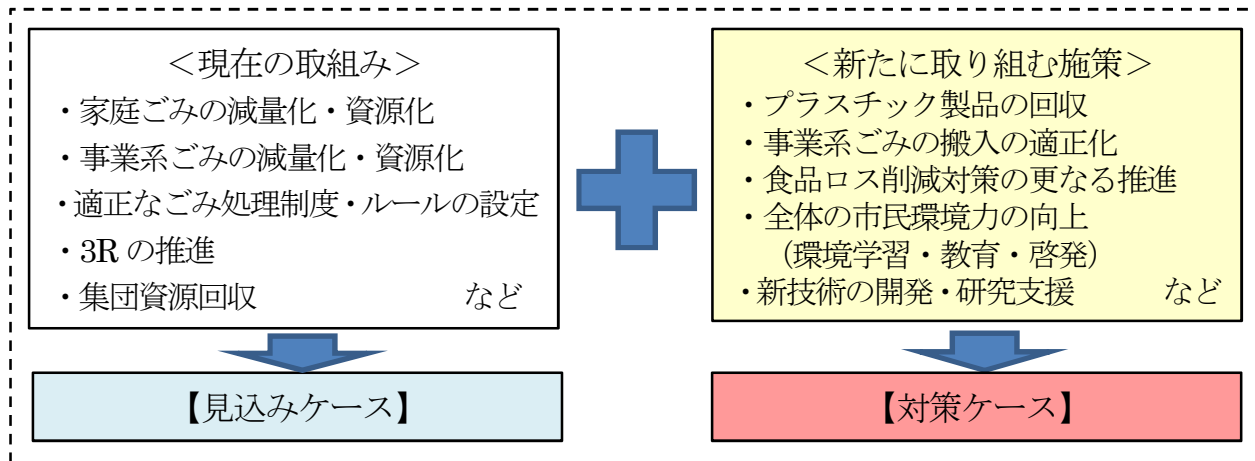 ＜現在の取組み＞
・家庭ごみの減量化・資源化
・事業系ごみの減量化・資源化
・適正なごみ処理制度・ルールの設定
・3R の推進
・集団資源回収　など
【見込みケース】
＜新たに取り組む施策＞
・プラスチック製品の回収
・事業系ごみの搬入の適正化
・食品ロス削減対策の更なる推進
・全体の市民環境力の向上
（環境学習・教育・啓発）
・新技術の開発・研究支援　など
【対策ケース】